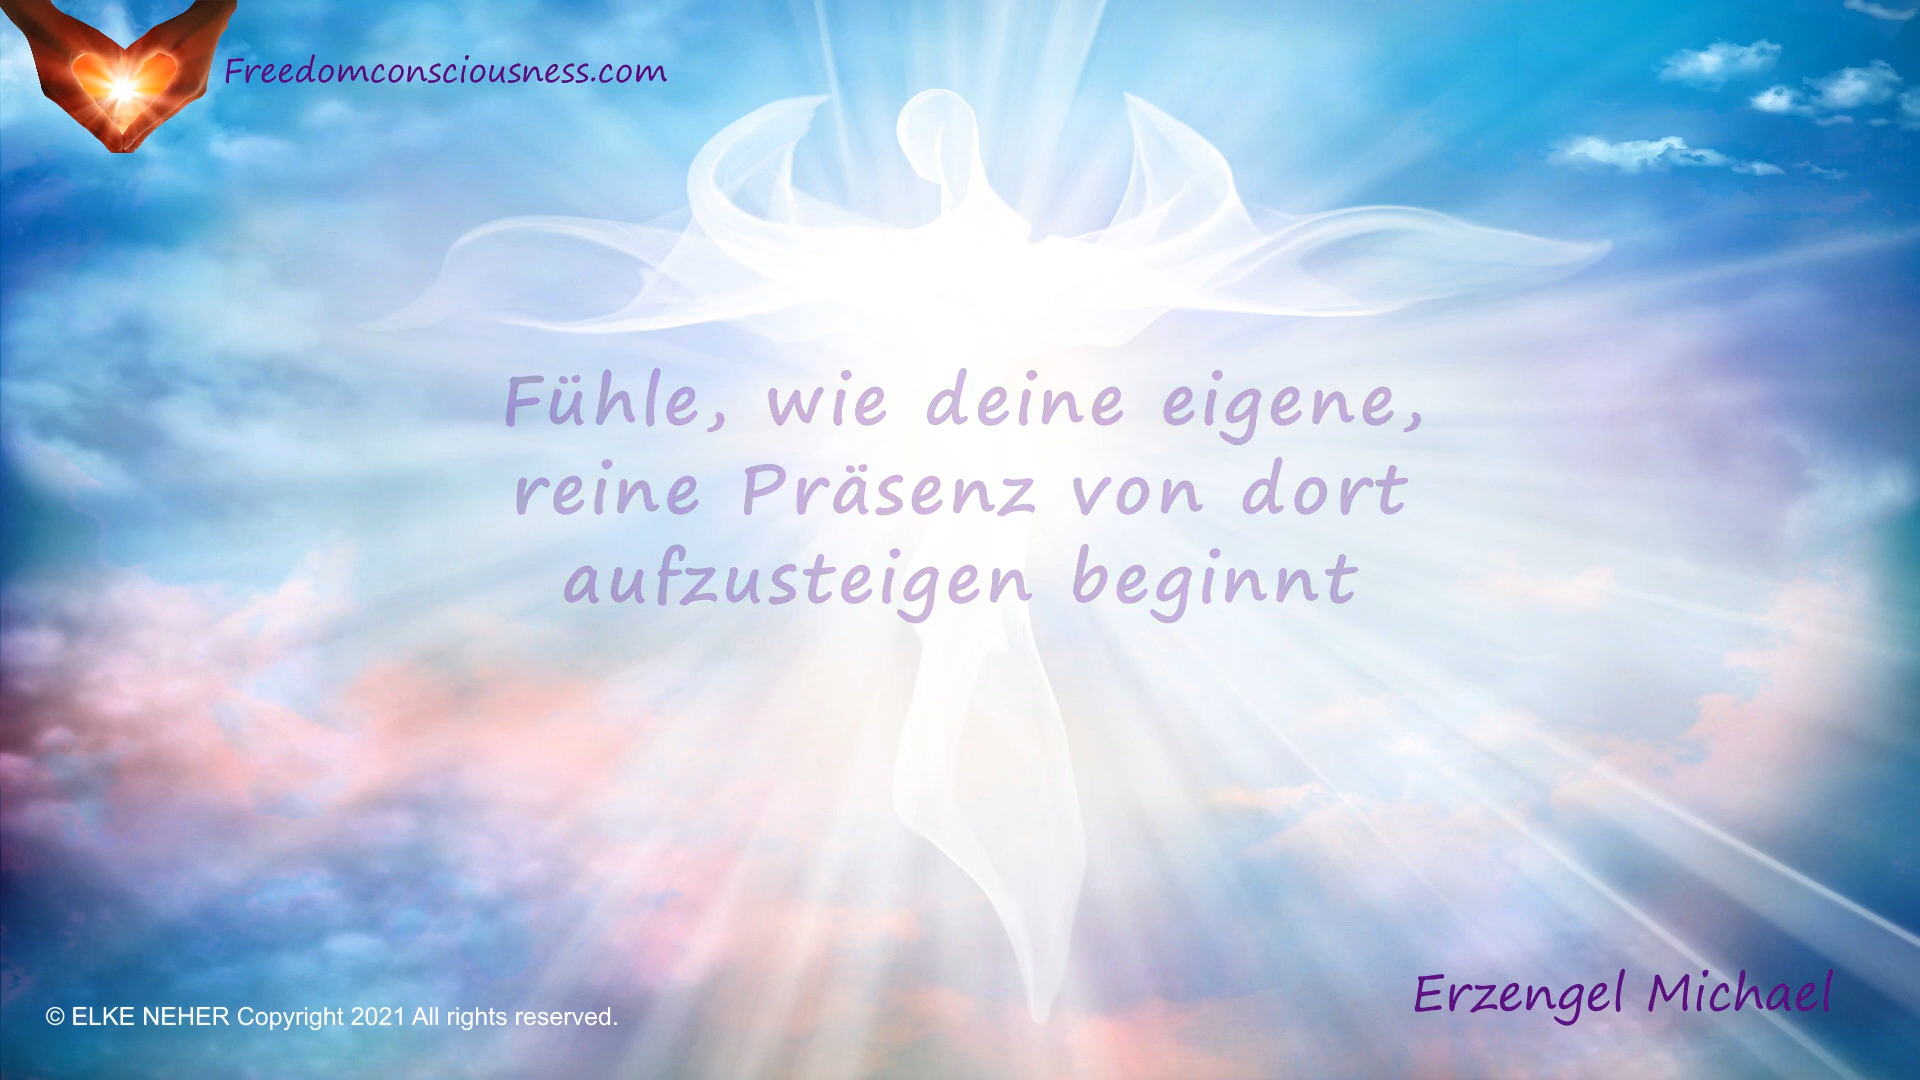 Freedomconsciousness.com
Fühle, wie deine eigene,
reine Präsenz von dort
aufzusteigen beginnt
Erzengel Michael
© ELKE NEHER Copyright 2021 All rights reserved.